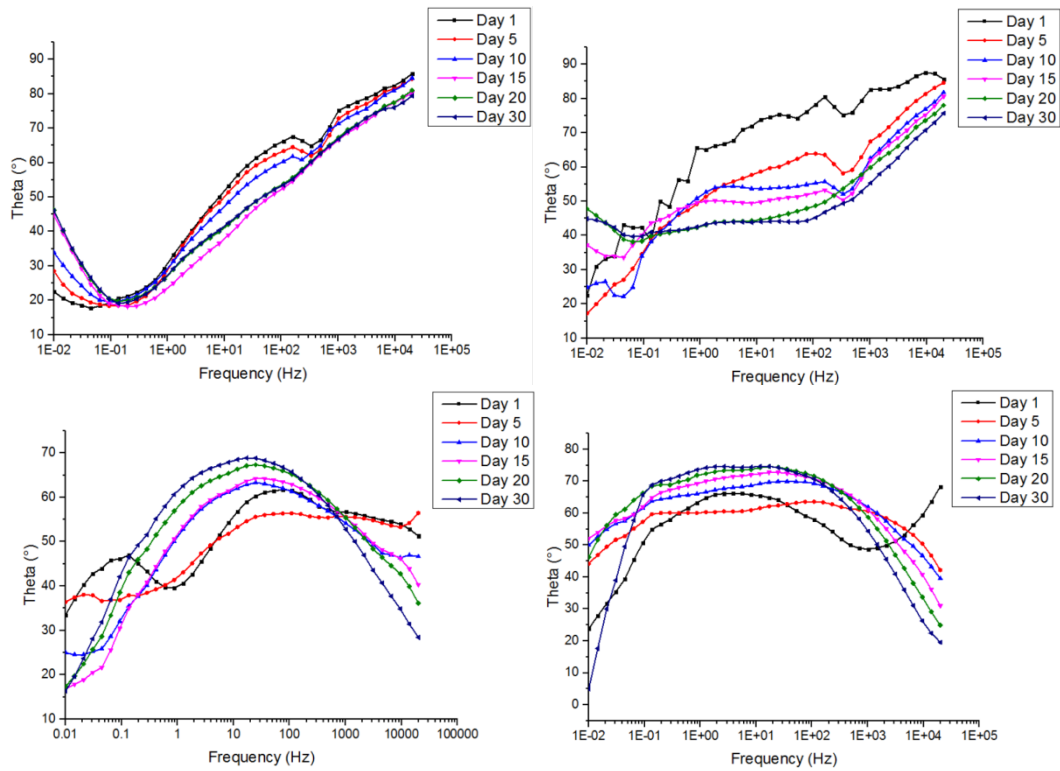 Day 1
Day 5
Day 10
Day 15
Day 20
Day 30
90
80
70
60
50
40
30
20
10
Theta (°)
1E-02 1E-01 1E+00 1E+01 1E+02 1E+03 1E+04 1E+05
Frequency (Hz)
Day 1
Day 5
Day 10
Day 15
Day 20
Day 30
90
80
70
60
50
40
30
20
10
Theta (°)
1E-02 1E-01 1E+00 1E+01 1E+02 1E+03 1E+04 1E+05
Frequency (Hz)
Day 1
Day 5
Day 10
Day 15
Day 20
Day 30
70
60
50
40
30
20
10
Theta (°)
0.01 0.1 1 10 100 1000 10000 100000
Frequency (Hz)
Day 1
Day 5
Day 10
Day 15
Day 20
Day 30
80
70
60
50
40
30
20
10
0
Theta (°)
1E-02 1E-01 1E+00 1E+01 1E+02 1E+03 1E+04 1E+05
Frequency (Hz)